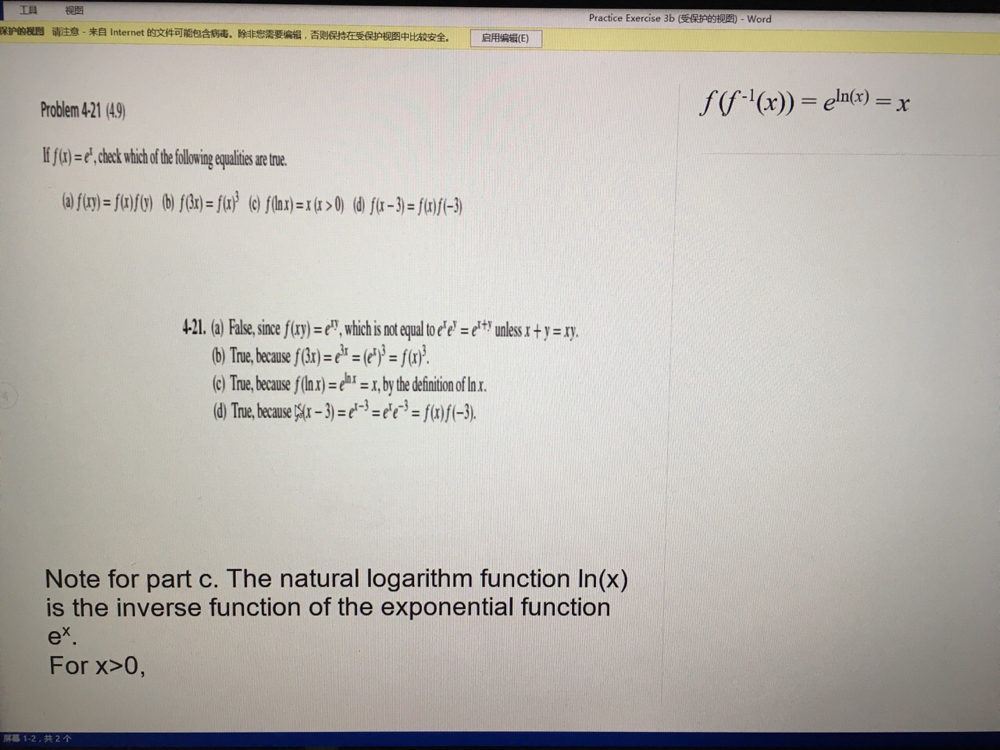 工具 视图
Practice Exercise 3b (受保护的视图) - Word
保护的视图 请注意 - 来自 Internet 的文件可能包含病毒。除非您需要编辑，否则保持在受保护视图中比较安全。 启用编辑(E)
f(f⁻¹(x)) = e^ln(x) = x
Problem 4-21 (4.9)
If f(x) = eˣ, check which of the following equalities are true.
(a) f(xy) = f(x)f(y) (b) f(3x) = f(x)³ (c) f(ln x) = x (x > 0) (d) f(x – 3) = f(x)f(–3)
4-21. (a) False, since f(xy) = e^xy, which is not equal to eˣeʸ = e^x+y unless x + y = xy.
(b) True, because f(3x) = e^3x = (eˣ)³ = f(x)³.
(c) True, because f(ln x) = e^ln x = x, by the definition of ln x.
(d) True, because (x – 3) = e^x–3 = eˣe^–3 = f(x)f(–3).
Note for part c. The natural logarithm function ln(x)
is the inverse function of the exponential function
eˣ.
For x>0,
屏幕 1-2，共 2 个